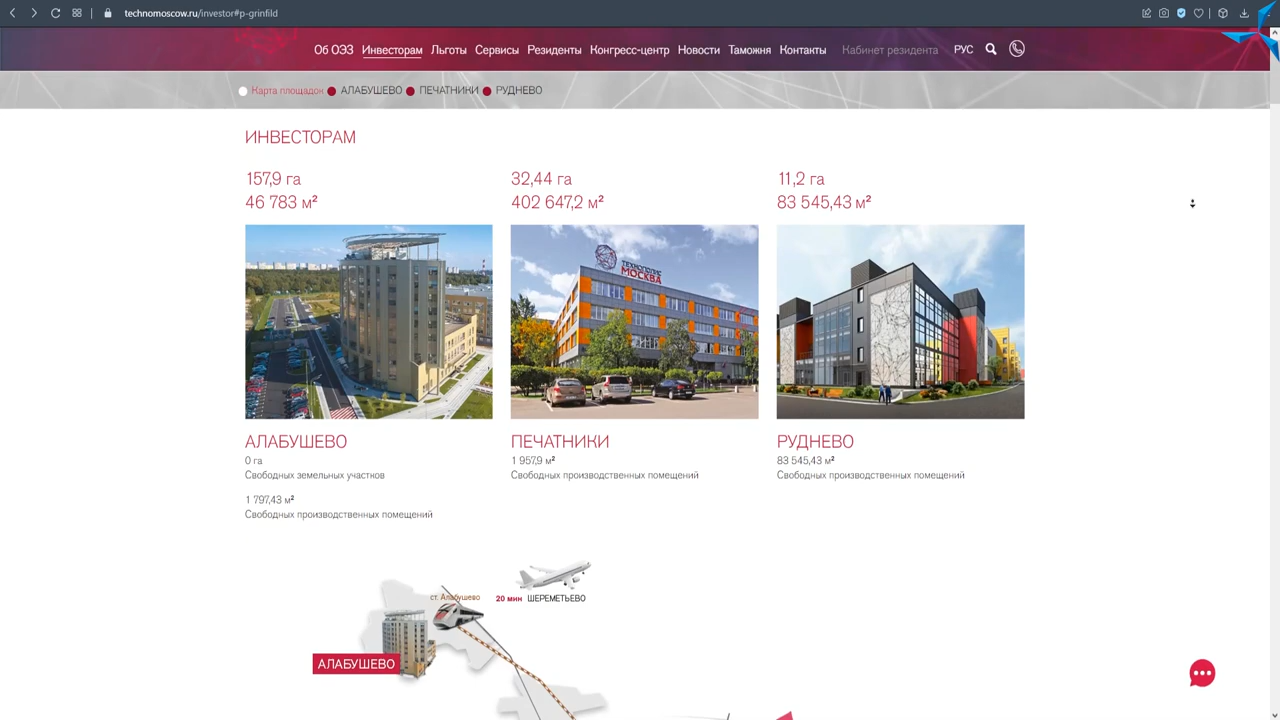 technomoscow.ru/investor#p-grinfild
Об ОЭЗ Инвесторам Льготы Сервисы Резиденты Конгресс-центр Новости Таможня Контакты Кабинет резидента РУС
Карта площадок АЛАБУШЕВО ПЕЧАТНИКИ РУДНЕВО
ИНВЕСТОРАМ
157,9 га
46 783 м²
32,44 га
402 647,2 м²
11,2 га
83 545,43 м²
ТЕХНОПОЛИС
МОСКВА
АЛАБУШЕВО
0 га
Свободных земельных участков
1 797,43 м²
Свободных производственных помещений
ПЕЧАТНИКИ
1 957,9 м²
Свободных производственных помещений
РУДНЕВО
83 545,43 м²
Свободных производственных помещений
ст. Алабушево
20 мин ШЕРЕМЕТЬЕВО
АЛАБУШЕВО